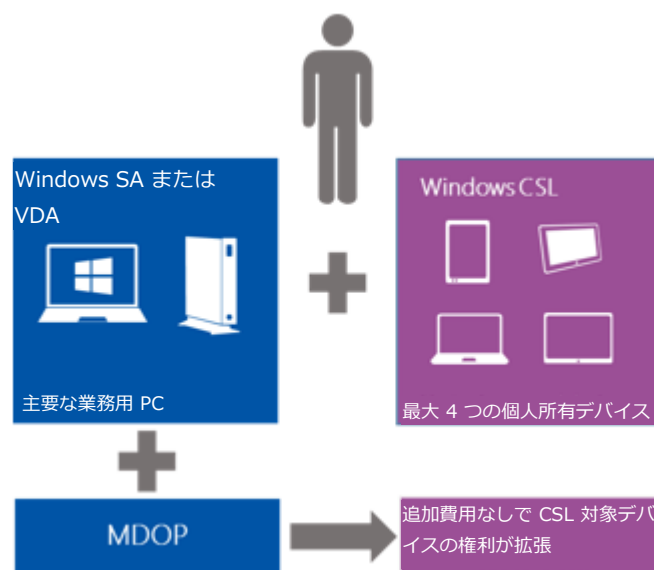 Windows SA または
VDA
主要な業務用 PC
Windows CSL
最大 4 つの個人所有デバイス
MDOP
追加費用なしで CSL 対象デバ
イスの権利が拡張